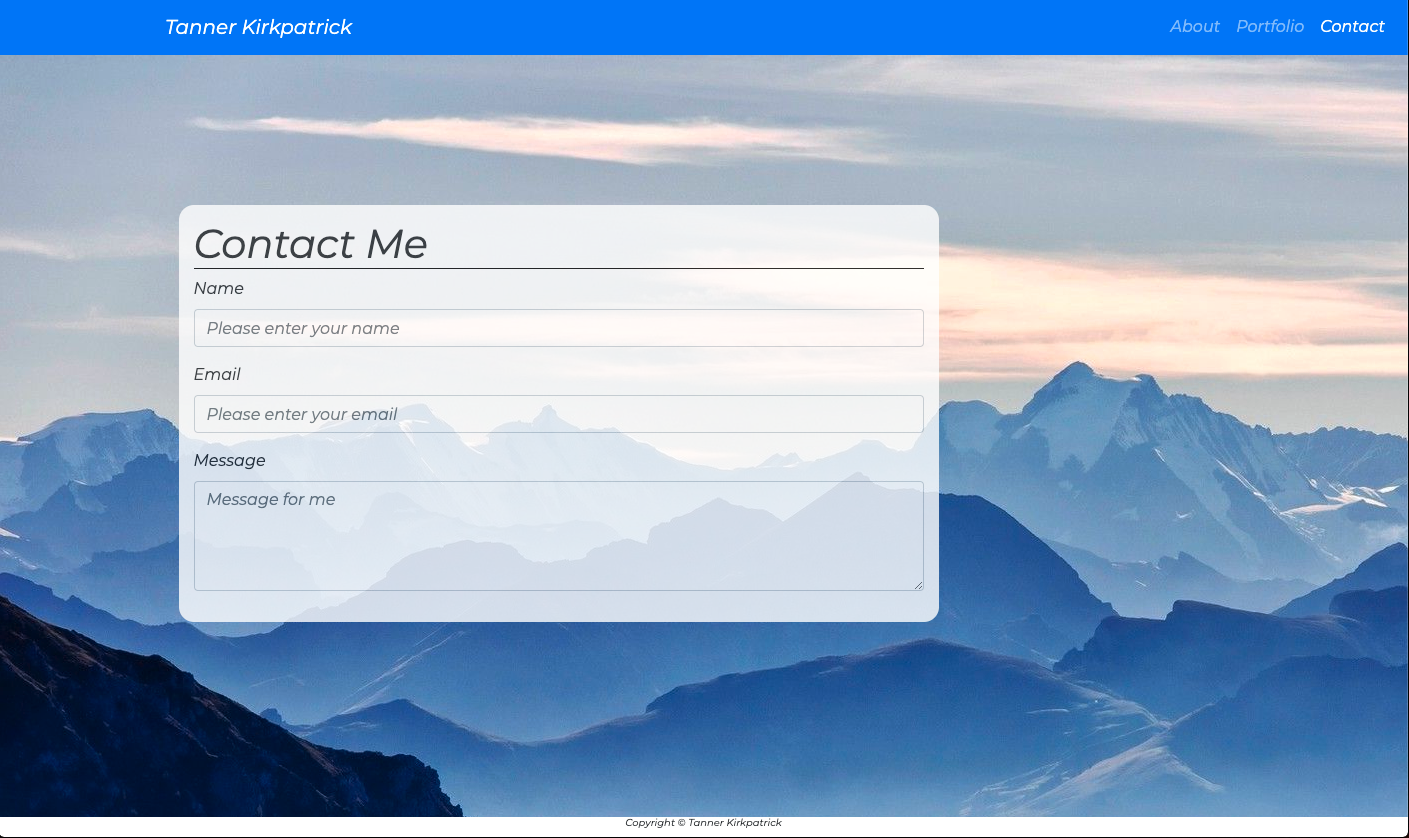 Tanner Kirkpatrick
About Portfolio Contact
Contact Me
Name
Please enter your name
Email
Please enter your email
Message
Message for me
Copyright © Tanner Kirkpatrick